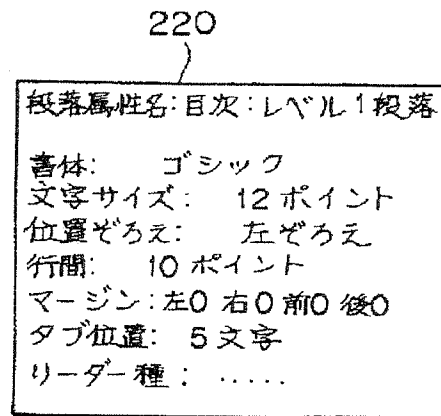 220
段落属性名:目次:レベル1段落
書体: ゴシック
文字サイズ: 12ポイント
位置ぞろえ: 左ぞろえ
行間: 10ポイント
マージン:左0 右0 前0 後0
タブ位置: 5文字
リーダー種: .....